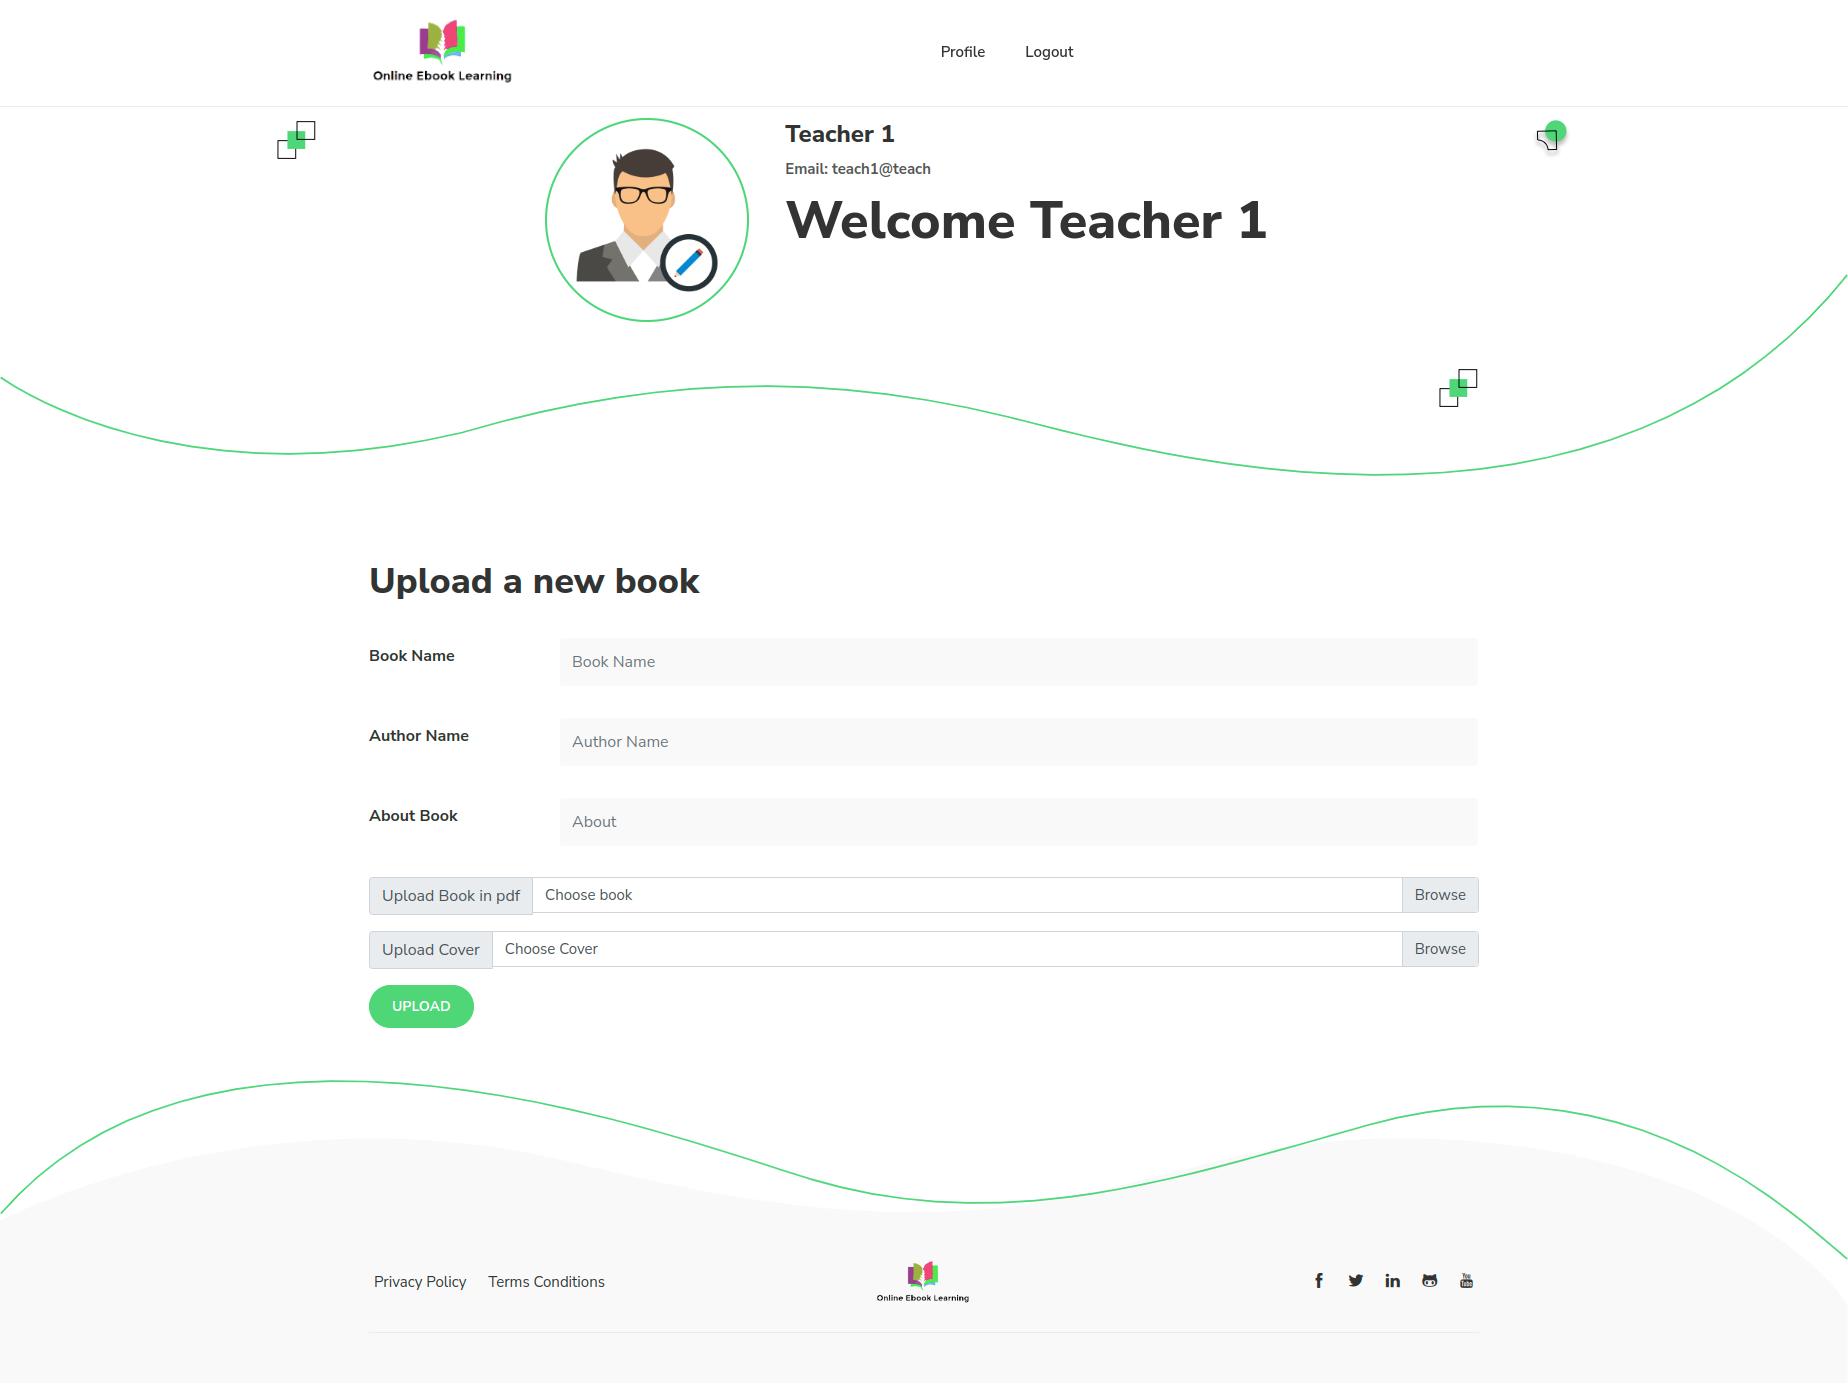 Online Ebook Learning
Profile Logout
Teacher 1
Email: teach1@teach
Welcome Teacher 1
Upload a new book
Book Name Book Name
Author Name Author Name
About Book About
Upload Book in pdf Choose book Browse
Upload Cover Choose Cover Browse
UPLOAD
Privacy Policy Terms Conditions
Online Ebook Learning